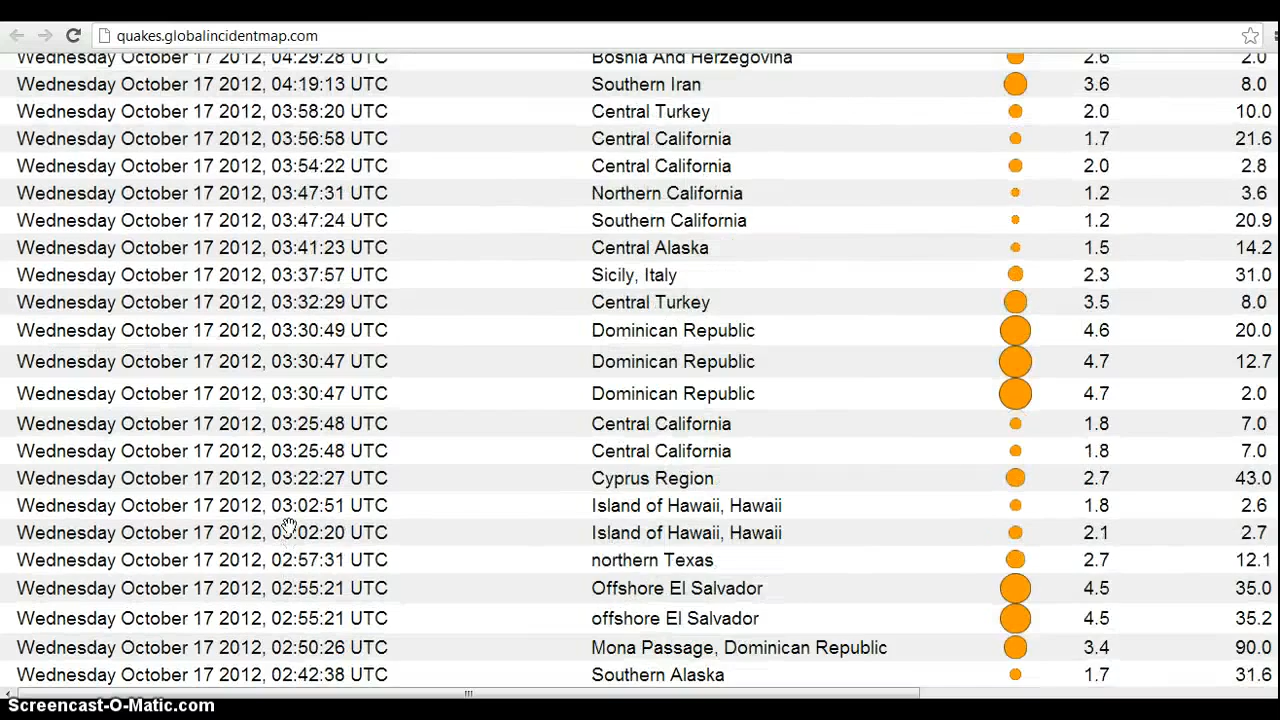 quakes.globalincidentmap.com
Wednesday October 17 2012, 04:29:28 UTC Bosnia And Herzegovina 2.6 2.0
Wednesday October 17 2012, 04:19:13 UTC Southern Iran 3.6 8.0
Wednesday October 17 2012, 03:58:20 UTC Central Turkey 2.0 10.0
Wednesday October 17 2012, 03:56:58 UTC Central California 1.7 21.6
Wednesday October 17 2012, 03:54:22 UTC Central California 2.0 2.8
Wednesday October 17 2012, 03:47:31 UTC Northern California 1.2 3.6
Wednesday October 17 2012, 03:47:24 UTC Southern California 1.2 20.9
Wednesday October 17 2012, 03:41:23 UTC Central Alaska 1.5 14.2
Wednesday October 17 2012, 03:37:57 UTC Sicily, Italy 2.3 31.0
Wednesday October 17 2012, 03:32:29 UTC Central Turkey 3.5 8.0
Wednesday October 17 2012, 03:30:49 UTC Dominican Republic 4.6 20.0
Wednesday October 17 2012, 03:30:47 UTC Dominican Republic 4.7 12.7
Wednesday October 17 2012, 03:30:47 UTC Dominican Republic 4.7 2.0
Wednesday October 17 2012, 03:25:48 UTC Central California 1.8 7.0
Wednesday October 17 2012, 03:25:48 UTC Central California 1.8 7.0
Wednesday October 17 2012, 03:22:27 UTC Cyprus Region 2.7 43.0
Wednesday October 17 2012, 03:02:51 UTC Island of Hawaii, Hawaii 1.8 2.6
Wednesday October 17 2012, 03:02:20 UTC Island of Hawaii, Hawaii 2.1 2.7
Wednesday October 17 2012, 02:57:31 UTC northern Texas 2.7 12.1
Wednesday October 17 2012, 02:55:21 UTC Offshore El Salvador 4.5 35.0
Wednesday October 17 2012, 02:55:21 UTC offshore El Salvador 4.5 35.2
Wednesday October 17 2012, 02:50:26 UTC Mona Passage, Dominican Republic 3.4 90.0
Wednesday October 17 2012, 02:42:38 UTC Southern Alaska 1.7 31.6
Screencast-O-Matic.com